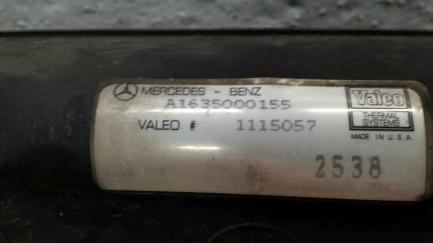 MERCEDES - BENZ
A1635000155
VALEO # 1115057
Valeo
THERMAL
SYSTEMS
MADE IN U.S.A.
2538